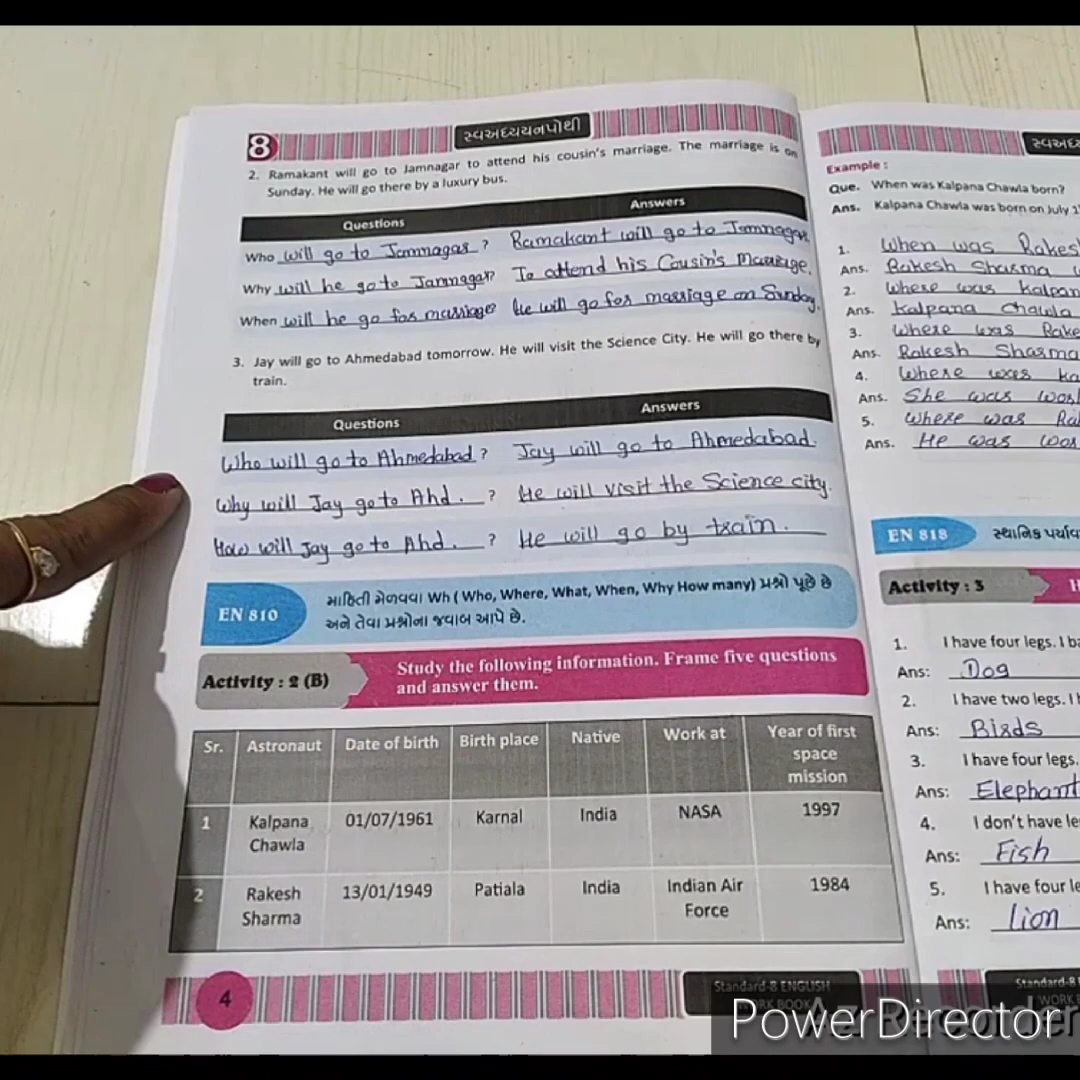 8
સ્વઅધ્યયનપોથી
2. Ramakant will go to Jamnagar to attend his cousin's marriage. The marriage is on
Sunday. He will go there by a luxury bus.
Questions Answers
Who will go to Jamnagar ? Ramakant will go to Jamnagar
Why will he go to Jamnagar? To attend his Cousin's Marriage.
When will he go for marriage? He will go for marriage on Sunday.
3. Jay will go to Ahmedabad tomorrow. He will visit the Science City. He will go there by
train.
Questions Answers
Who will go to Ahmedabad ? Jay will go to Ahmedabad.
Why will Jay go to Ahd. ? He will visit the Science city.
How will Jay go to Ahd. ? He will go by train.
EN 810
માહિતી મેળવવા Wh ( Who, Where, What, When, Why How many) પ્રશ્નો પૂછે છે
અને તેવા પ્રશ્નોના જવાબ આપે છે.
Activity : 2 (B)
Study the following information. Frame five questions
and answer them.
Sr. Astronaut Date of birth Birth place Native Work at Year of first
space
mission
1 Kalpana 01/07/1961 Karnal India NASA 1997
Chawla
2 Rakesh 13/01/1949 Patiala India Indian Air 1984
Sharma Force
4
Standard-8 ENGLISH
Example :
Que. When was Kalpana Chawla born?
Ans. Kalpana Chawla was born on July
1. When was
Ans. Rakesh Sharma
2. Where was
Ans. Kalpana Chawla
3. Where was
Ans. Rakesh Sharma
4. Where was
Ans. She was
5. Where was
Ans. He was
EN 818
સ્થાનિક
Activity : 3
1. I have four legs. I
Ans: Dog
2. I have two legs. I
Ans: Birds
3. I have four legs.
Ans: Elephant
4. I don't have
Ans: Fish
5. I have four
Ans: lion
Standard-8
PowerDirector